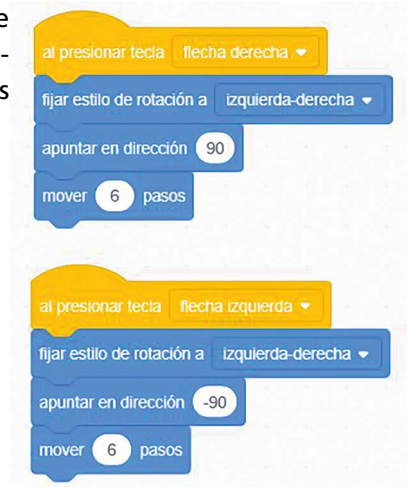 e
-
s
al presionar tecla flecha derecha
fijar estilo de rotación a izquierda-derecha
apuntar en dirección 90
mover 6 pasos
al presionar tecla flecha izquierda
fijar estilo de rotación a izquierda-derecha
apuntar en dirección -90
mover 6 pasos